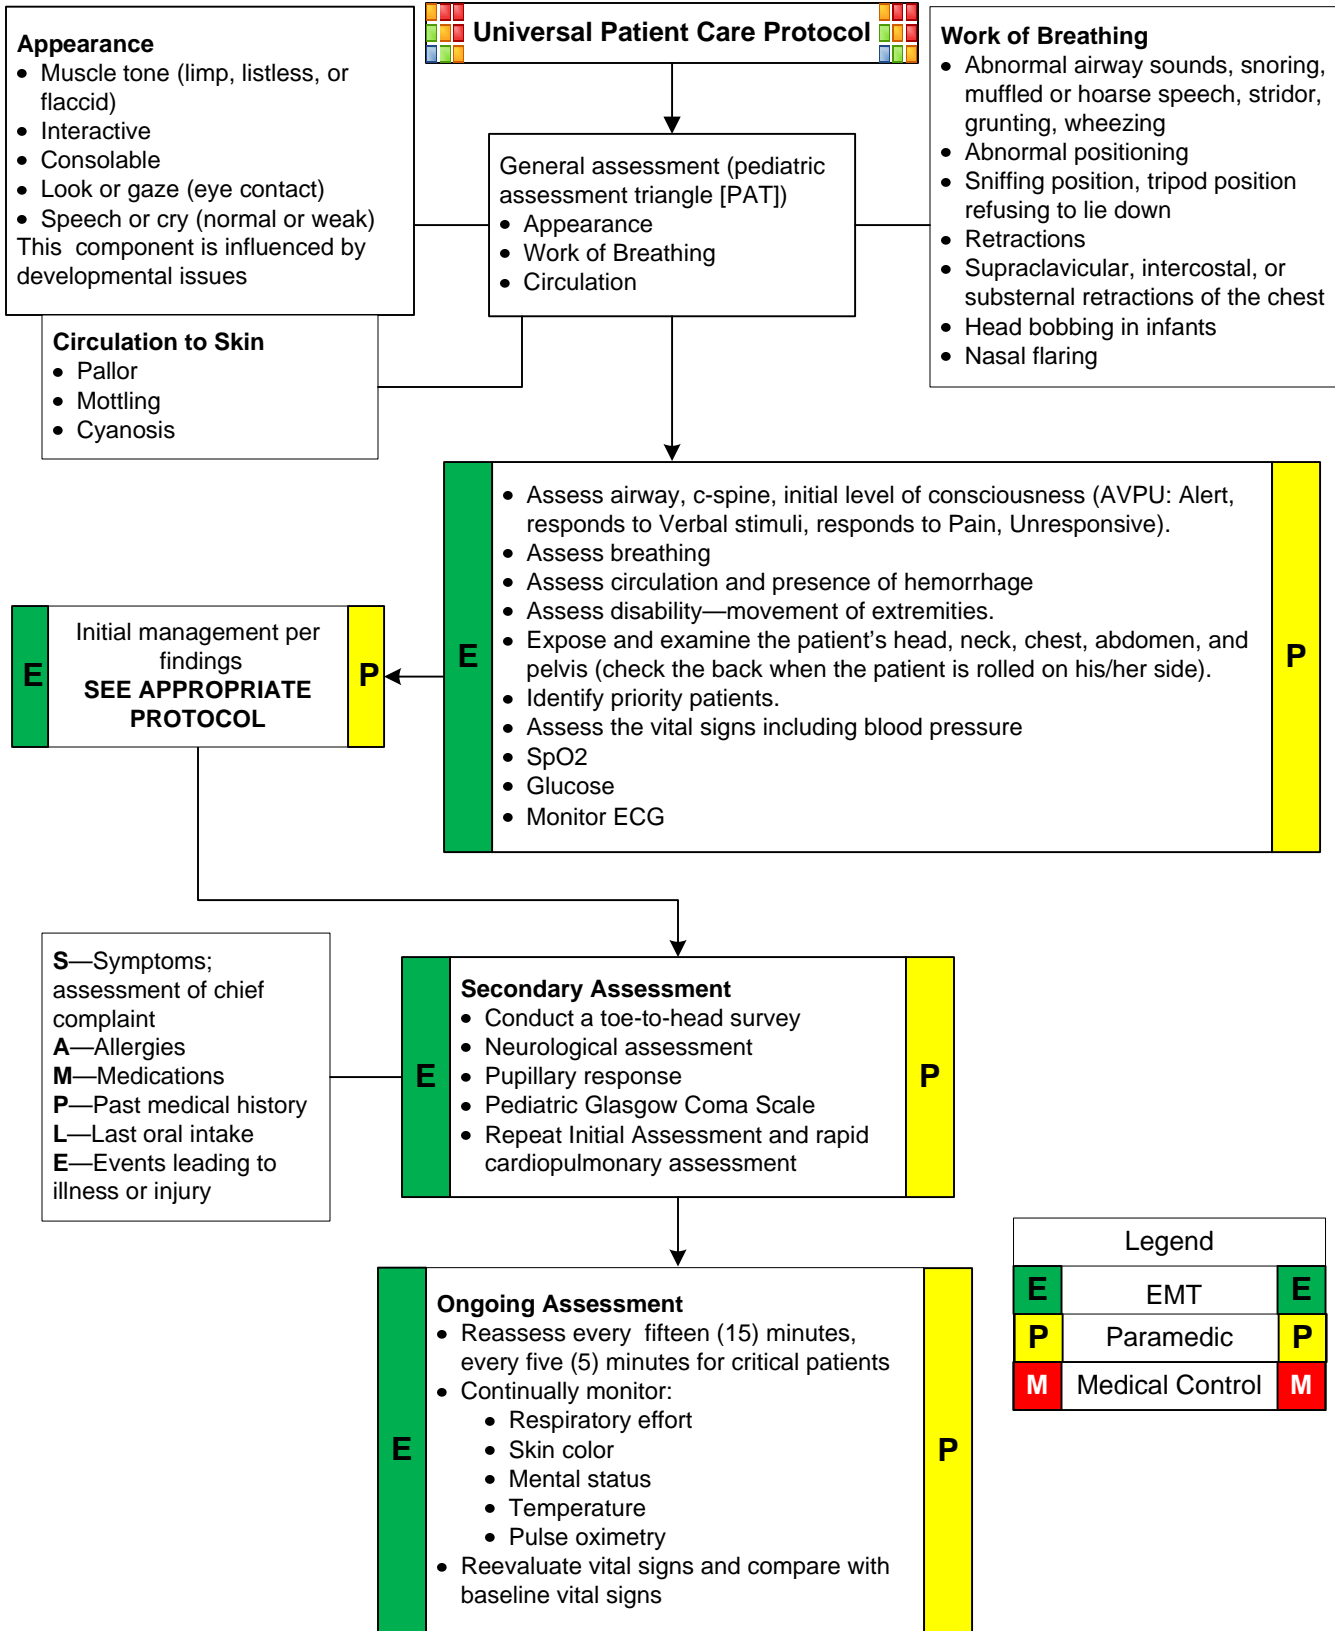 Universal Patient Care Protocol
Appearance
• Muscle tone (limp, listless, or
flaccid)
• Interactive
• Consolable
• Look or gaze (eye contact)
• Speech or cry (normal or weak)
This component is influenced by
developmental issues
General assessment (pediatric
assessment triangle [PAT])
• Appearance
• Work of Breathing
• Circulation
Work of Breathing
• Abnormal airway sounds, snoring,
muffled or hoarse speech, stridor,
grunting, wheezing
• Abnormal positioning
• Sniffing position, tripod position
refusing to lie down
• Retractions
• Supraclavicular, intercostal, or
substernal retractions of the chest
• Head bobbing in infants
• Nasal flaring
Circulation to Skin
• Pallor
• Mottling
• Cyanosis
E
• Assess airway, c-spine, initial level of consciousness (AVPU: Alert,
responds to Verbal stimuli, responds to Pain, Unresponsive).
• Assess breathing
• Assess circulation and presence of hemorrhage
• Assess disability—movement of extremities.
• Expose and examine the patient’s head, neck, chest, abdomen, and
pelvis (check the back when the patient is rolled on his/her side).
• Identify priority patients.
• Assess the vital signs including blood pressure
• SpO2
• Glucose
• Monitor ECG
P
E
Initial management per
findings
SEE APPROPRIATE
PROTOCOL
P
S—Symptoms;
assessment of chief
complaint
A—Allergies
M—Medications
P—Past medical history
L—Last oral intake
E—Events leading to
illness or injury
E
Secondary Assessment
• Conduct a toe-to-head survey
• Neurological assessment
• Pupillary response
• Pediatric Glasgow Coma Scale
• Repeat Initial Assessment and rapid
cardiopulmonary assessment
P
E
Ongoing Assessment
• Reassess every fifteen (15) minutes,
every five (5) minutes for critical patients
• Continually monitor:
• Respiratory effort
• Skin color
• Mental status
• Temperature
• Pulse oximetry
• Reevaluate vital signs and compare with
baseline vital signs
P
Legend
E EMT E
P Paramedic P
M Medical Control M